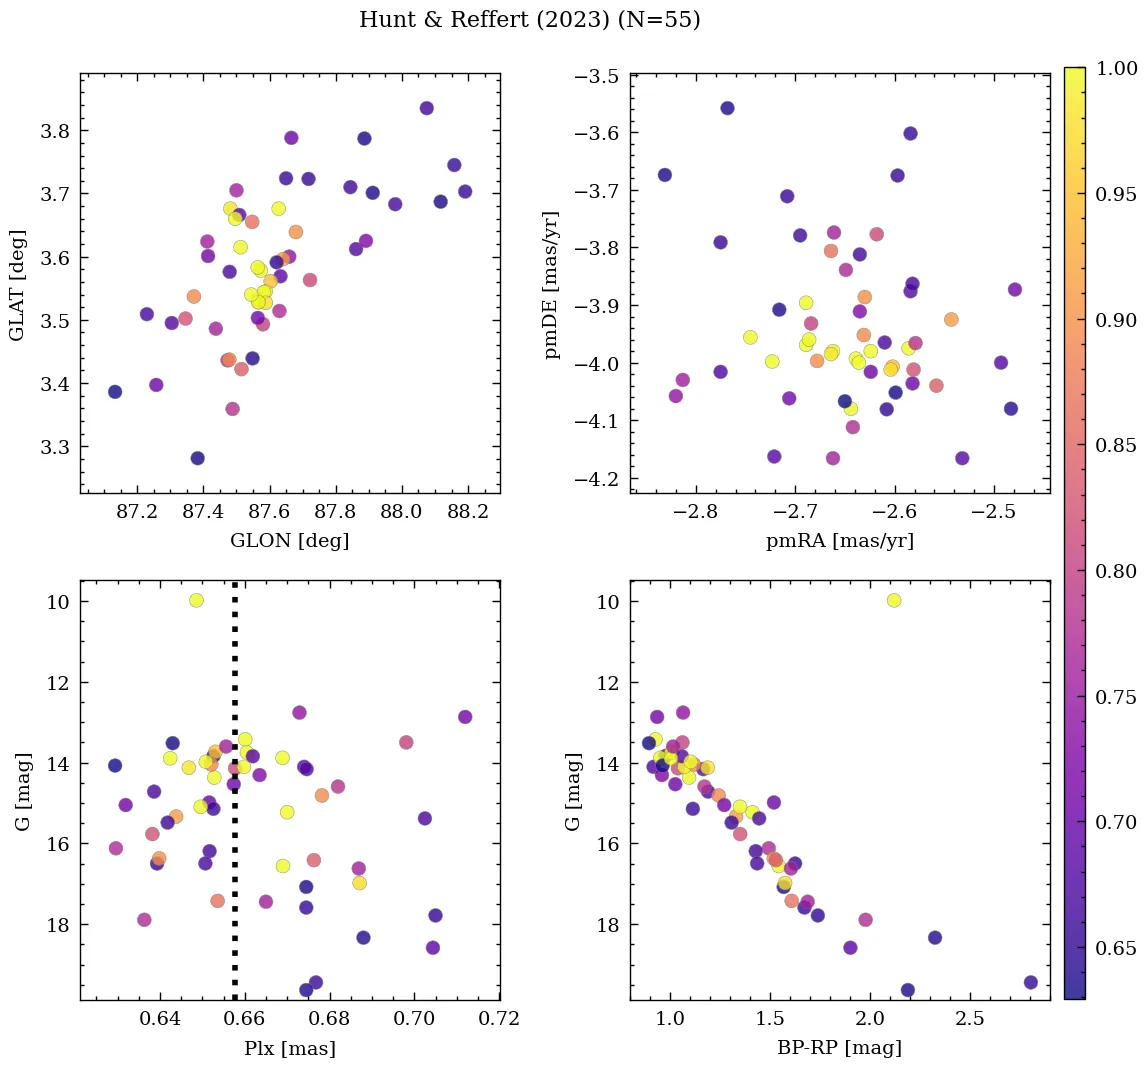 Hunt & Reffert (2023) (N=55)
3.8
3.7
3.6
3.5
3.4
3.3
GLAT [deg]
87.2 87.4 87.6 87.8 88.0 88.2
GLON [deg]
−3.5
−3.6
−3.7
−3.8
−3.9
−4.0
−4.1
−4.2
pmDE [mas/yr]
−2.8 −2.7 −2.6 −2.5
pmRA [mas/yr]
10
12
14
16
18
G [mag]
0.64 0.66 0.68 0.70 0.72
Plx [mas]
10
12
14
16
18
G [mag]
1.0 1.5 2.0 2.5
BP-RP [mag]
1.00
0.95
0.90
0.85
0.80
0.75
0.70
0.65